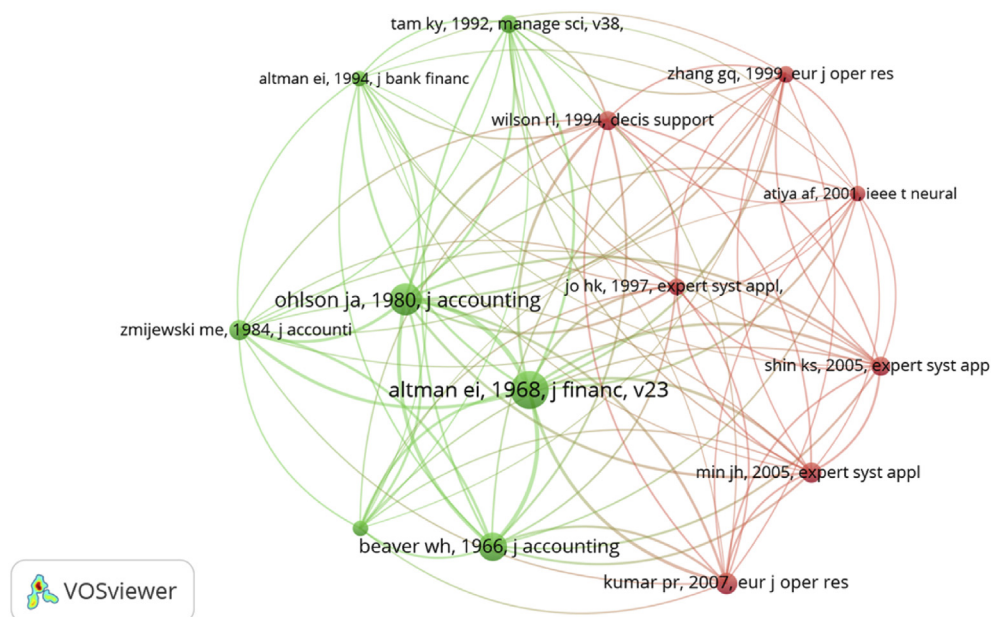 tam ky, 1992, manage sci, v38,
altman ei, 1994, j bank financ
zhang gq, 1999, eur j oper res
wilson rl, 1994, decis support
atiya af, 2001, ieee t neural
jo hk, 1997, expert syst appl,
ohlson ja, 1980, j accounting
zmijewski me, 1984, j accounti
shin ks, 2005, expert syst app
altman ei, 1968, j financ, v23
min jh, 2005, expert syst appl
beaver wh, 1966, j accounting
kumar pr, 2007, eur j oper res
VOSviewer